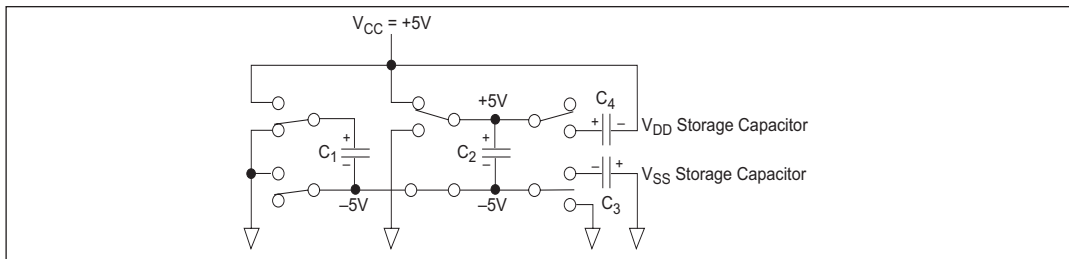 V_CC = +5V
+5V
C_4
+ –
V_DD Storage Capacitor
+
C_1
–
+
C_2
–
– +
V_SS Storage Capacitor
C_3
–5V
–5V